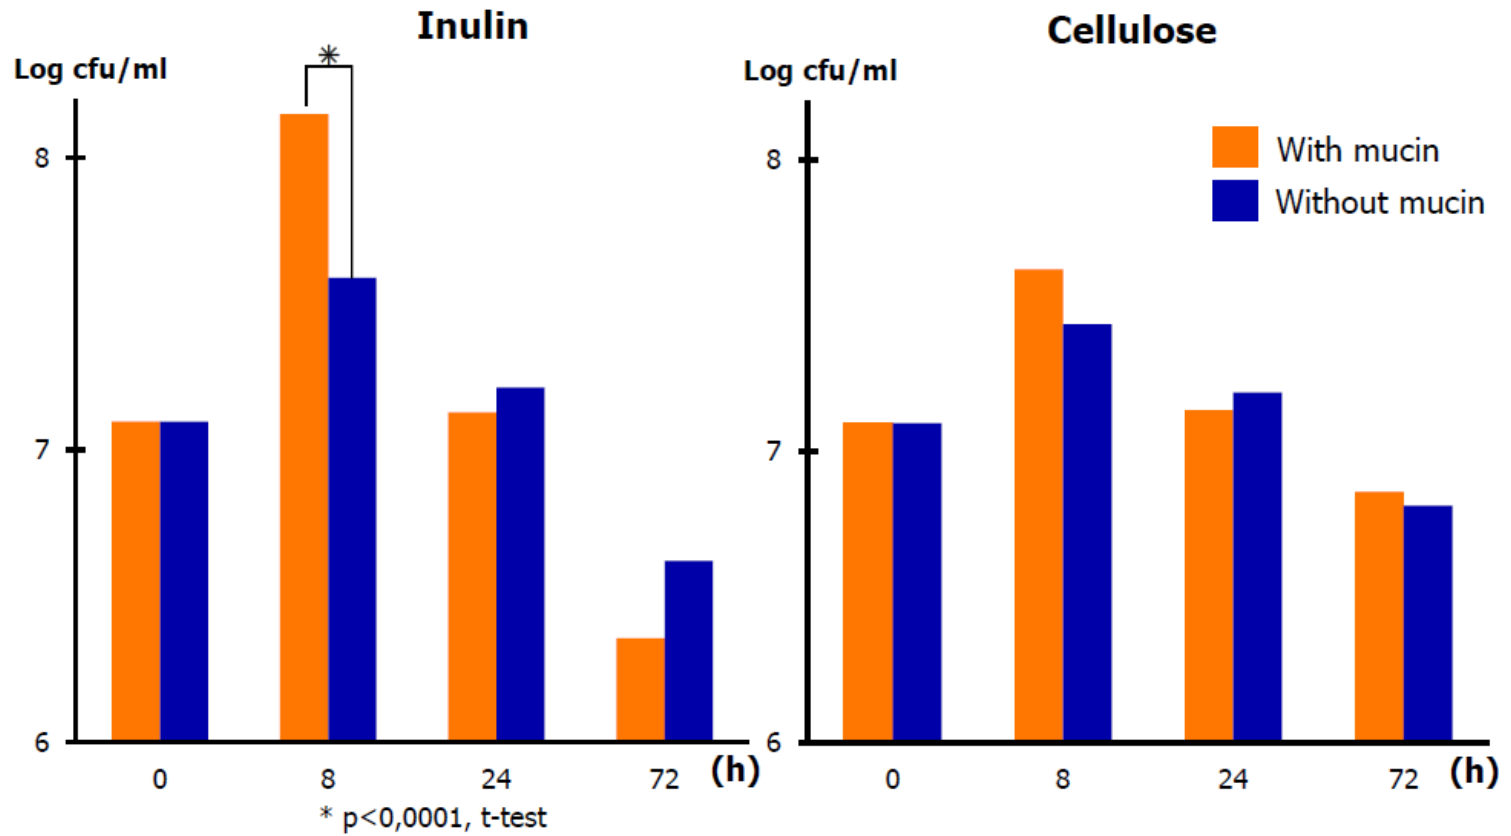 Inulin
Log cfu/ml
*
8
7
6
0 8 24 72 (h)
* p<0,0001, t-test
Cellulose
Log cfu/ml
With mucin
Without mucin
8
7
6
0 8 24 72 (h)